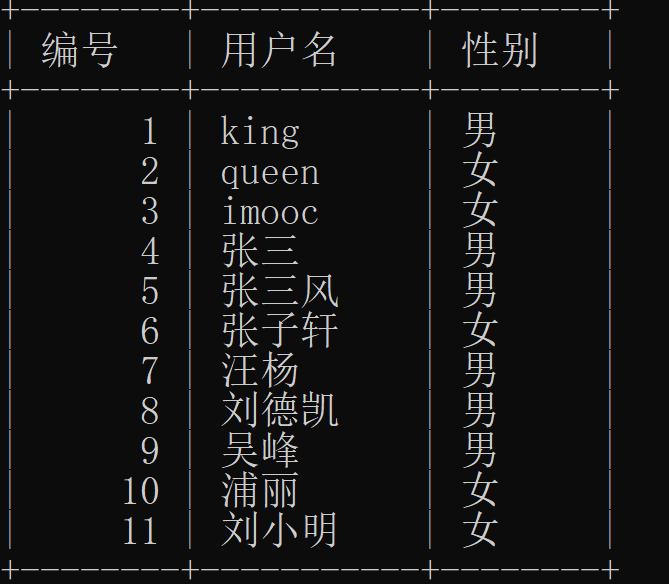 编号 用户名 性别
1 king 男
2 queen 女
3 imooc 女
4 张三 男
5 张三风 男
6 张子轩 女
7 汪杨 男
8 刘德凯 男
9 吴峰 男
10 浦丽 女
11 刘小明 女